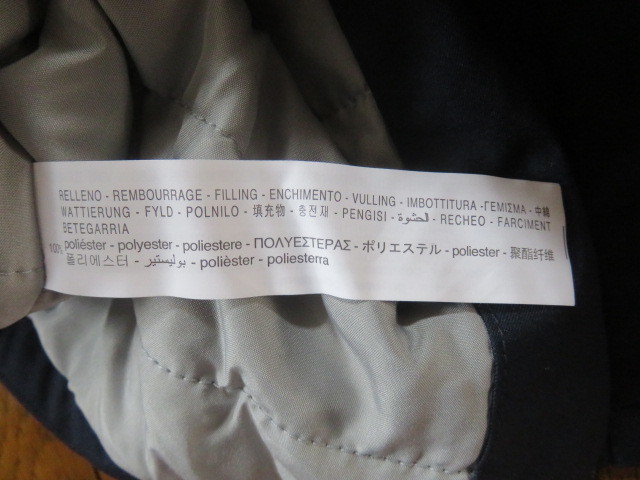 RELLENO - REMBOURRAGE - FILLING - ENCHIMENTO - VULLING - IMBOTTITURA -ΓΕΜΙΣΜΑ - 中綿
WATTIERUNG - FYLD - POLNILO - 填充物 - 충전재 - PENGISI - الحشوة - RECHEO - FARCIMENT
BETEGARRIA
100% poliéster - polyester - poliestere - ΠΟΛΥΕΣΤΕΡΑΣ - ポリエステル - poliester - 聚酯纤维
폴리에스터 - بوليستير - polièster - poliesterra